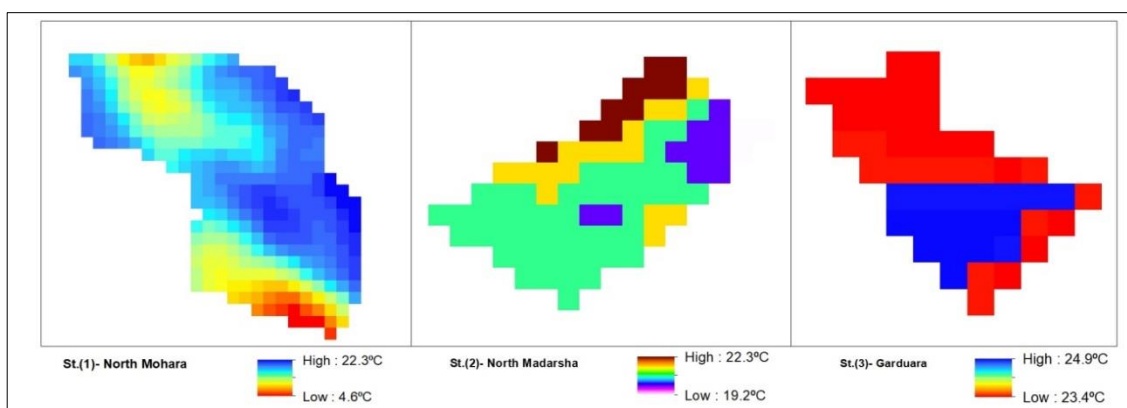 St.(1)- North Mohara
High : 22.3ºC
Low : 4.6ºC
St.(2)- North Madarsha
High : 22.3ºC
Low : 19.2ºC
St.(3)- Garduara
High : 24.9ºC
Low : 23.4ºC